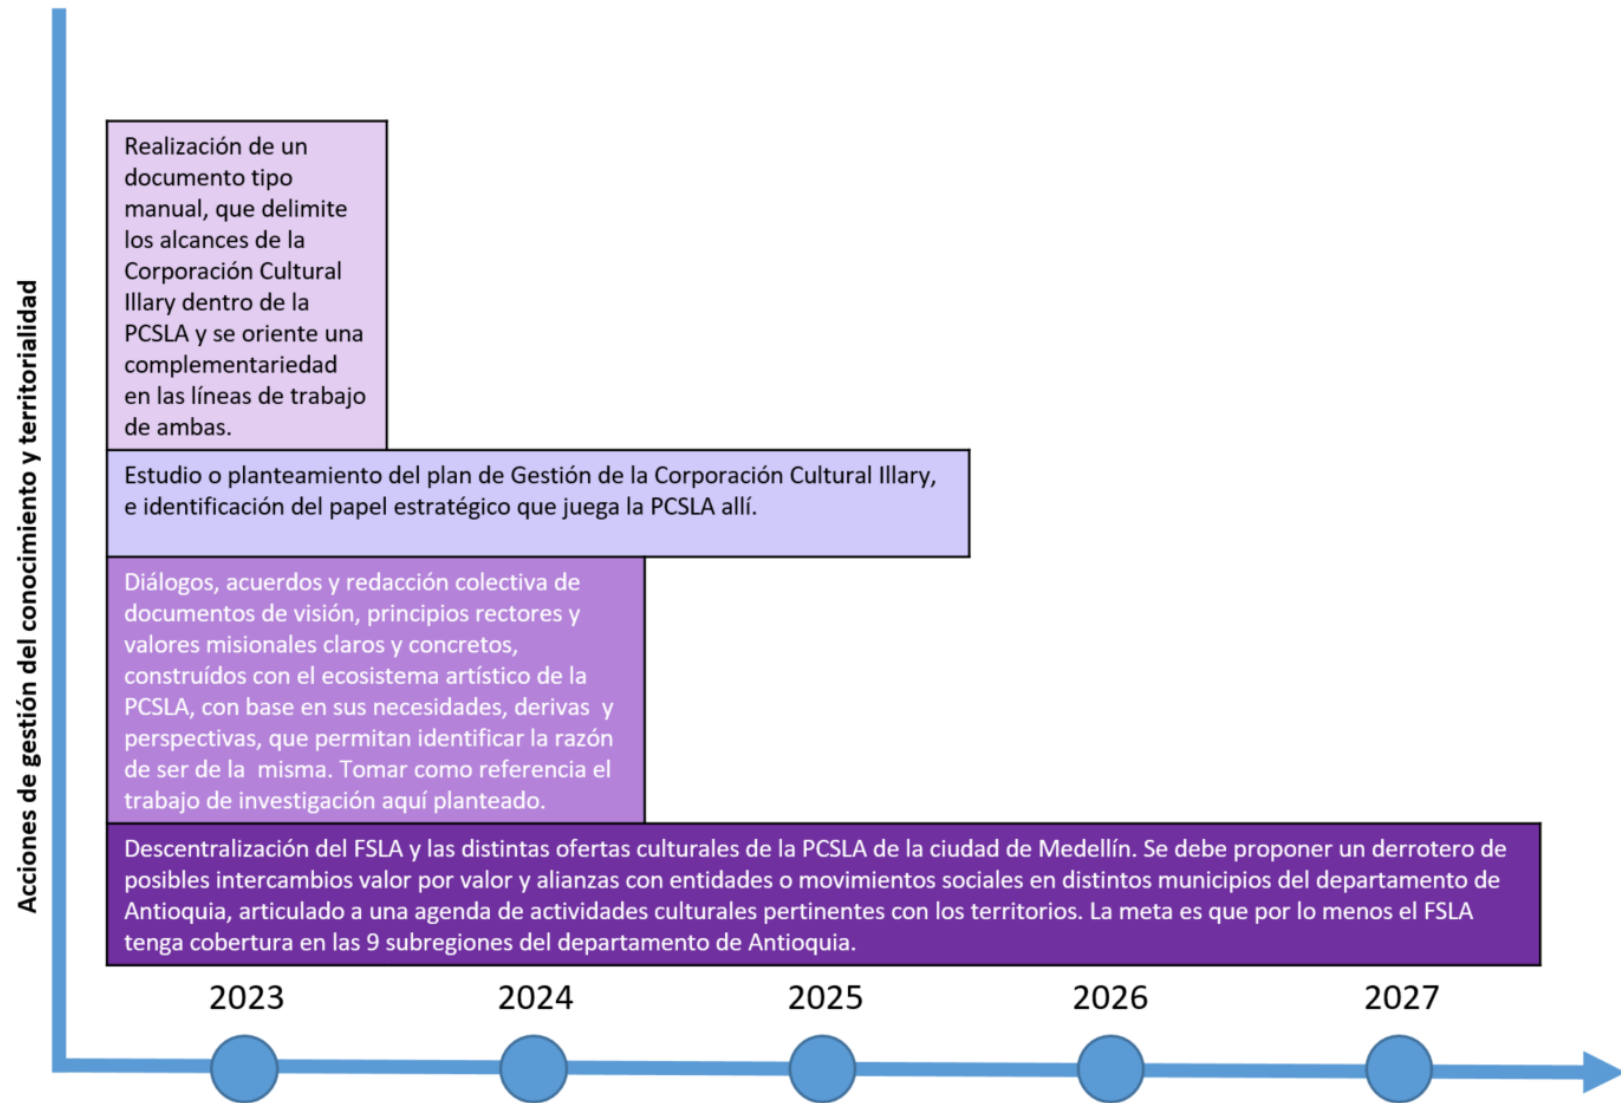 Acciones de gestión del conocimiento y territorialidad
Realización de un
documento tipo
manual, que delimite
los alcances de la
Corporación Cultural
Illary dentro de la
PCSLA y se oriente una
complementariedad
en las líneas de trabajo
de ambas.
Estudio o planteamiento del plan de Gestión de la Corporación Cultural Illary,
e identificación del papel estratégico que juega la PCSLA allí.
Diálogos, acuerdos y redacción colectiva de
documentos de visión, principios rectores y
valores misionales claros y concretos,
construídos con el ecosistema artístico de la
PCSLA, con base en sus necesidades, derivas y
perspectivas, que permitan identificar la razón
de ser de la misma. Tomar como referencia el
trabajo de investigación aquí planteado.
Descentralización del FSLA y las distintas ofertas culturales de la PCSLA de la ciudad de Medellín. Se debe proponer un derrotero de
posibles intercambios valor por valor y alianzas con entidades o movimientos sociales en distintos municipios del departamento de
Antioquia, articulado a una agenda de actividades culturales pertinentes con los territorios. La meta es que por lo menos el FSLA
tenga cobertura en las 9 subregiones del departamento de Antioquia.
2023 2024 2025 2026 2027